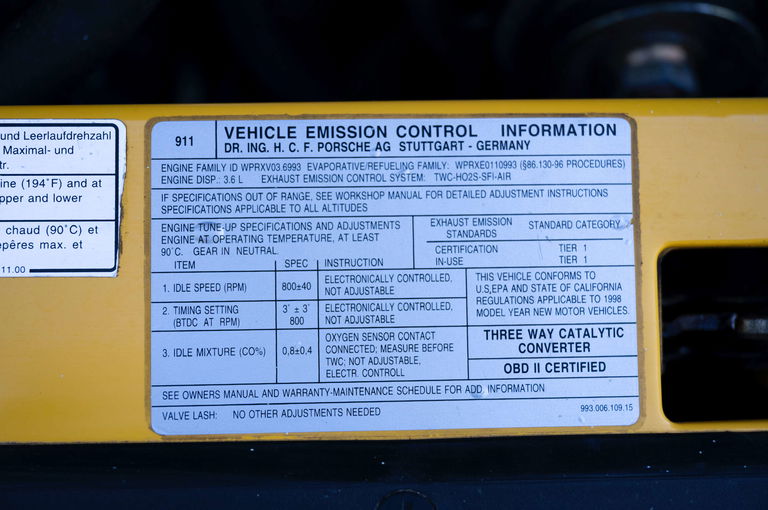 und Leerlaufdrehzahl
Maximal- und
tr.
ine (194°F) and at
pper and lower
chaud (90°C) et
epéres max. et
11.00
911 VEHICLE EMISSION CONTROL INFORMATION
DR. ING. H. C. F. PORSCHE AG STUTTGART - GERMANY
ENGINE FAMILY ID WPRXV03.6993 EVAPORATIVE/REFUELING FAMILY: WPRXE0110993 (§86.130-96 PROCEDURES)
ENGINE DISP.: 3.6 L EXHAUST EMISSION CONTROL SYSTEM: TWC-HO2S-SFI-AIR
IF SPECIFICATIONS OUT OF RANGE, SEE WORKSHOP MANUAL FOR DETAILED ADJUSTMENT INSTRUCTIONS
SPECIFICATIONS APPLICABLE TO ALL ALTITUDES
ENGINE TUNE-UP SPECIFICATIONS AND ADJUSTMENTS
ENGINE AT OPERATING TEMPERATURE, AT LEAST
90°C. GEAR IN NEUTRAL.
EXHAUST EMISSION STANDARD CATEGORY
STANDARDS
CERTIFICATION TIER 1
IN-USE TIER 1
ITEM SPEC INSTRUCTION
1. IDLE SPEED (RPM) 800±40 ELECTRONICALLY CONTROLLED,
NOT ADJUSTABLE
2. TIMING SETTING 3° ± 3° ELECTRONICALLY CONTROLLED,
(BTDC AT RPM) 800 NOT ADJUSTABLE
3. IDLE MIXTURE (CO%) 0,8±0.4 OXYGEN SENSOR CONTACT
CONNECTED; MEASURE BEFORE
TWC; NOT ADJUSTABLE,
ELECTR. CONTROLL
THIS VEHICLE CONFORMS TO
U.S,EPA AND STATE OF CALIFORNIA
REGULATIONS APPLICABLE TO 1998
MODEL YEAR NEW MOTOR VEHICLES.
THREE WAY CATALYTIC
CONVERTER
OBD II CERTIFIED
SEE OWNERS MANUAL AND WARRANTY-MAINTENANCE SCHEDULE FOR ADD, INFORMATION
VALVE LASH: NO OTHER ADJUSTMENTS NEEDED 993.006.109.15